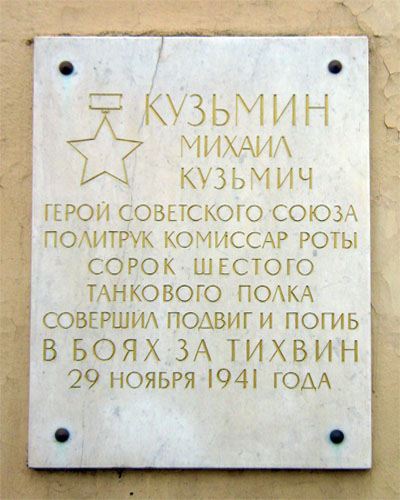 КУЗЬМИН
МИХАИЛ
КУЗЬМИЧ
ГЕРОЙ СОВЕТСКОГО СОЮЗА
ПОЛИТРУК КОМИССАР РОТЫ
СОРОК ШЕСТОГО
ТАНКОВОГО ПОЛКА
СОВЕРШИЛ ПОДВИГ И ПОГИБ
В БОЯХ ЗА ТИХВИН
29 НОЯБРЯ 1941 ГОДА